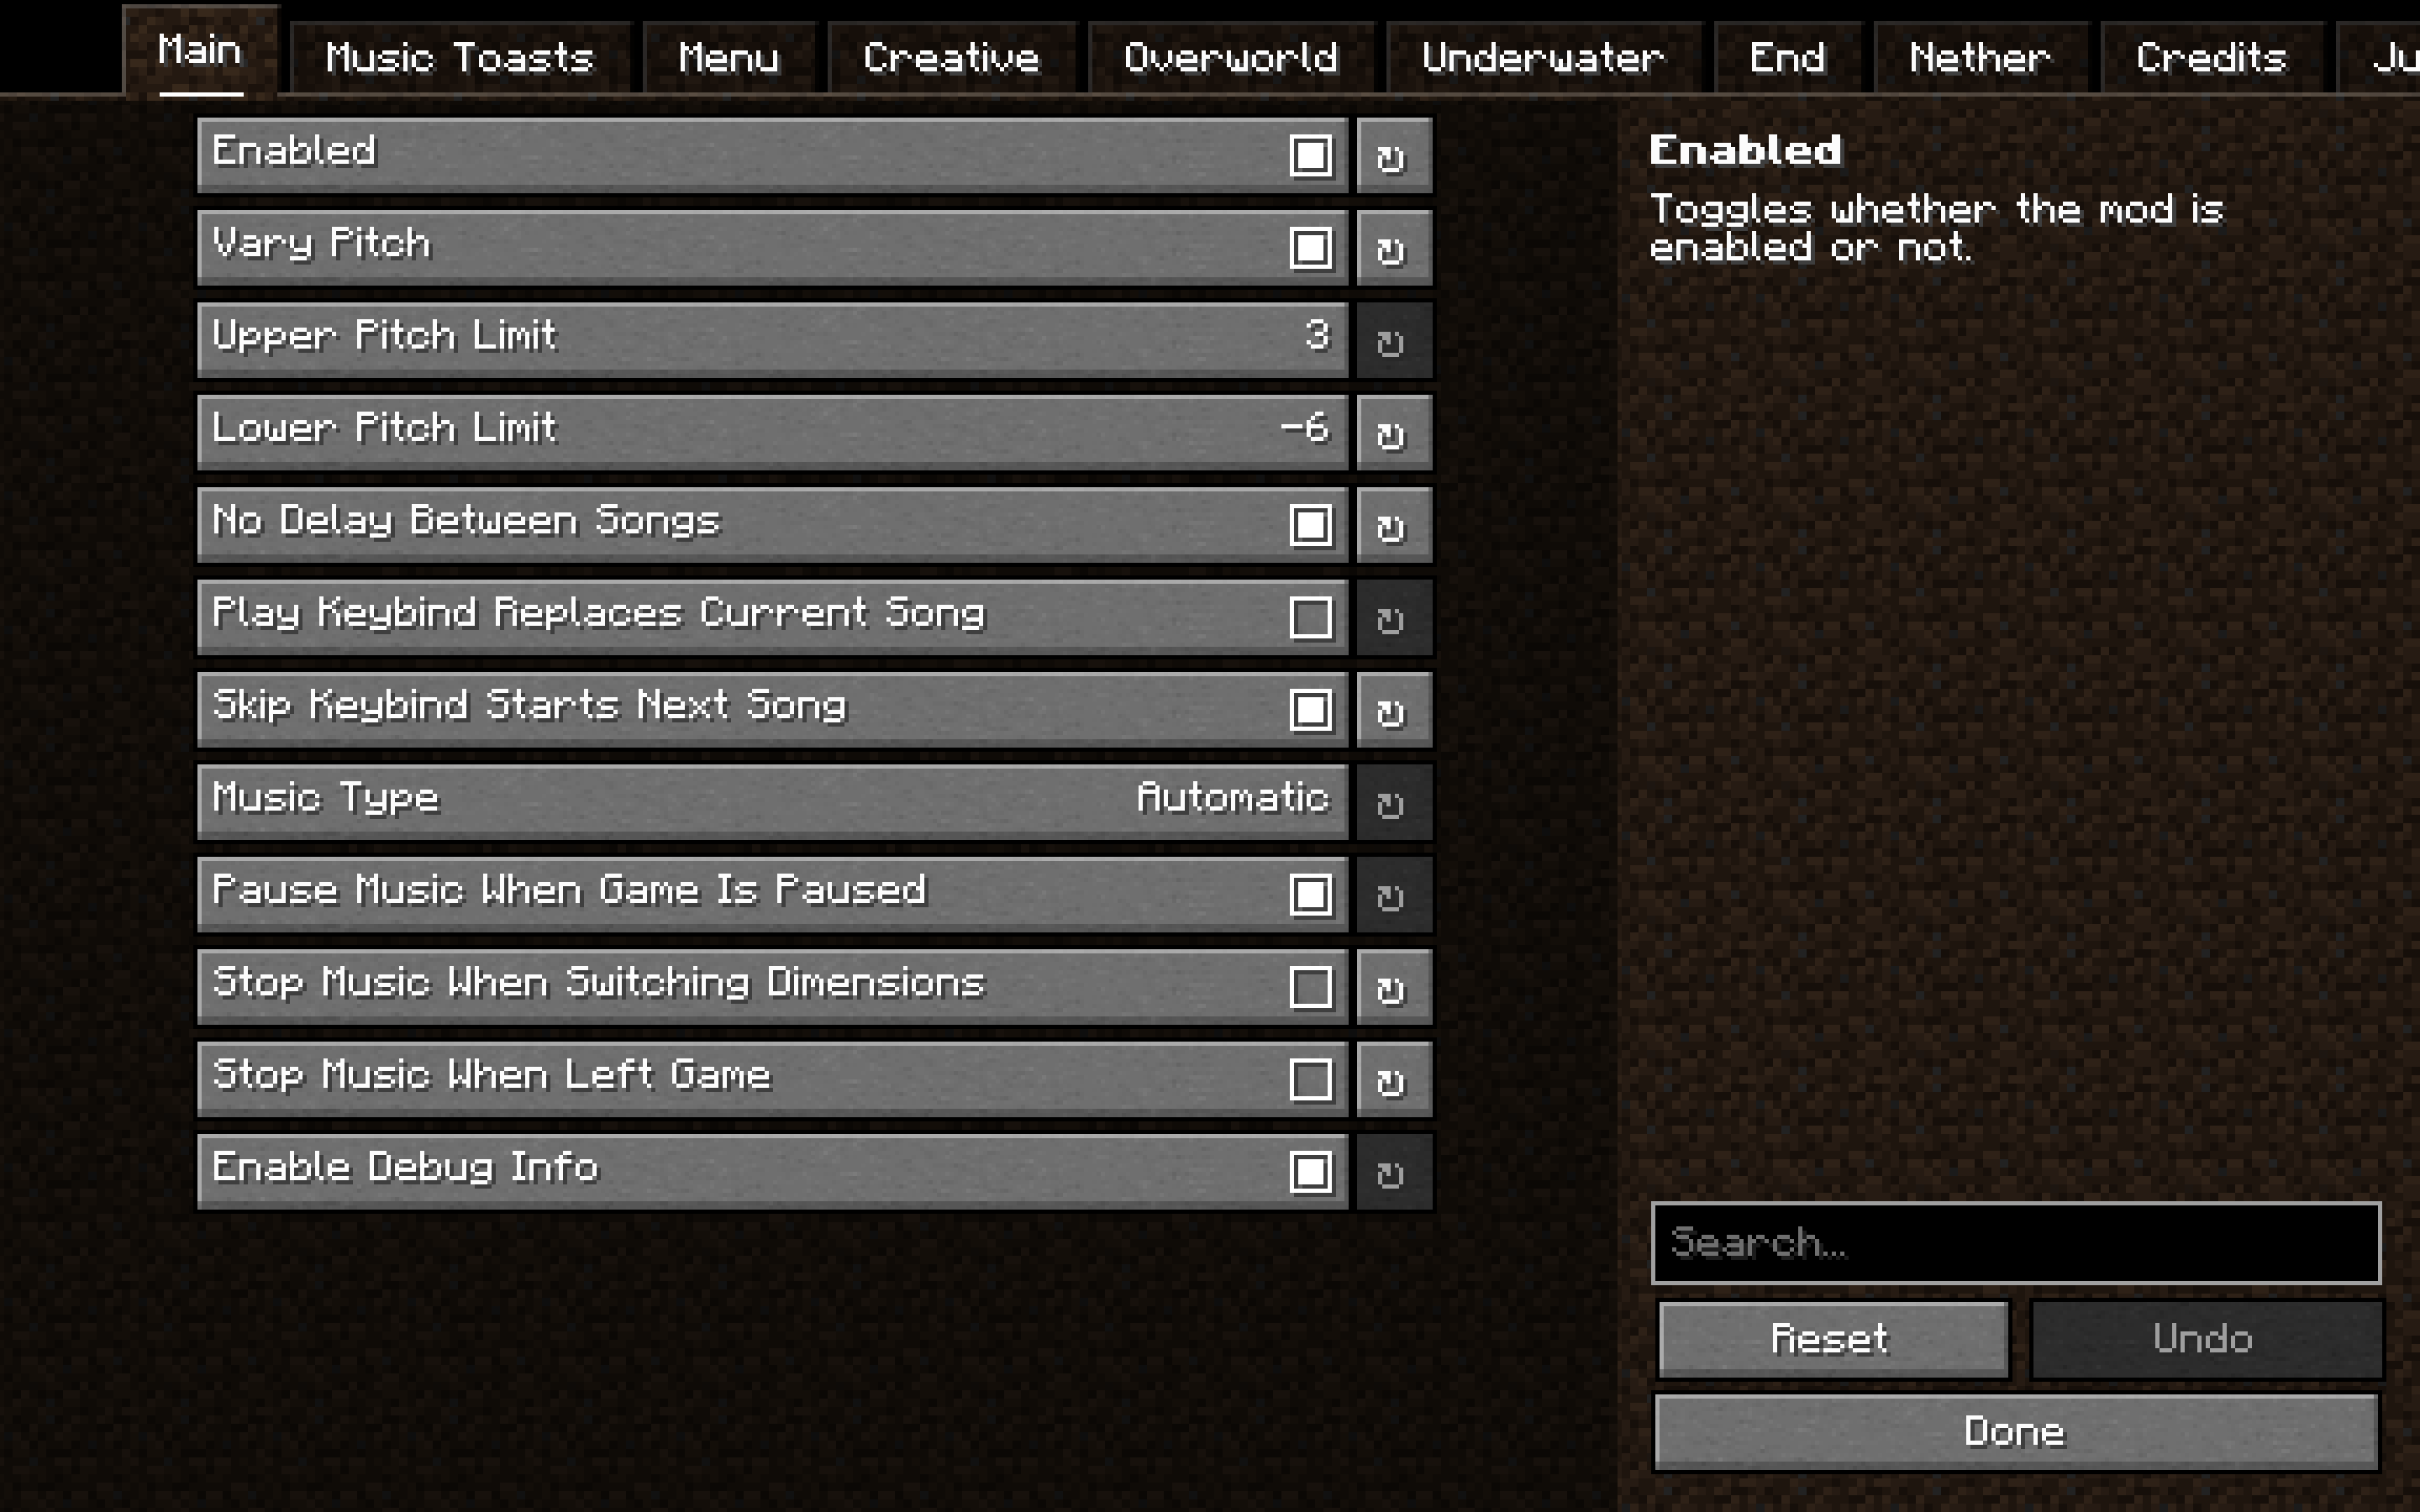 Main Music Toasts Menu Creative Overworld Underwater End Nether Credits Ju
Enabled
Vary Pitch
Upper Pitch Limit 3
Lower Pitch Limit -6
No Delay Between Songs
Play Keybind Replaces Current Song
Skip Keybind Starts Next Song
Music Type Automatic
Pause Music When Game Is Paused
Stop Music When Switching Dimensions
Stop Music When Left Game
Enable Debug Info
Enabled
Toggles whether the mod is
enabled or not.
Search...
Reset Undo
Done